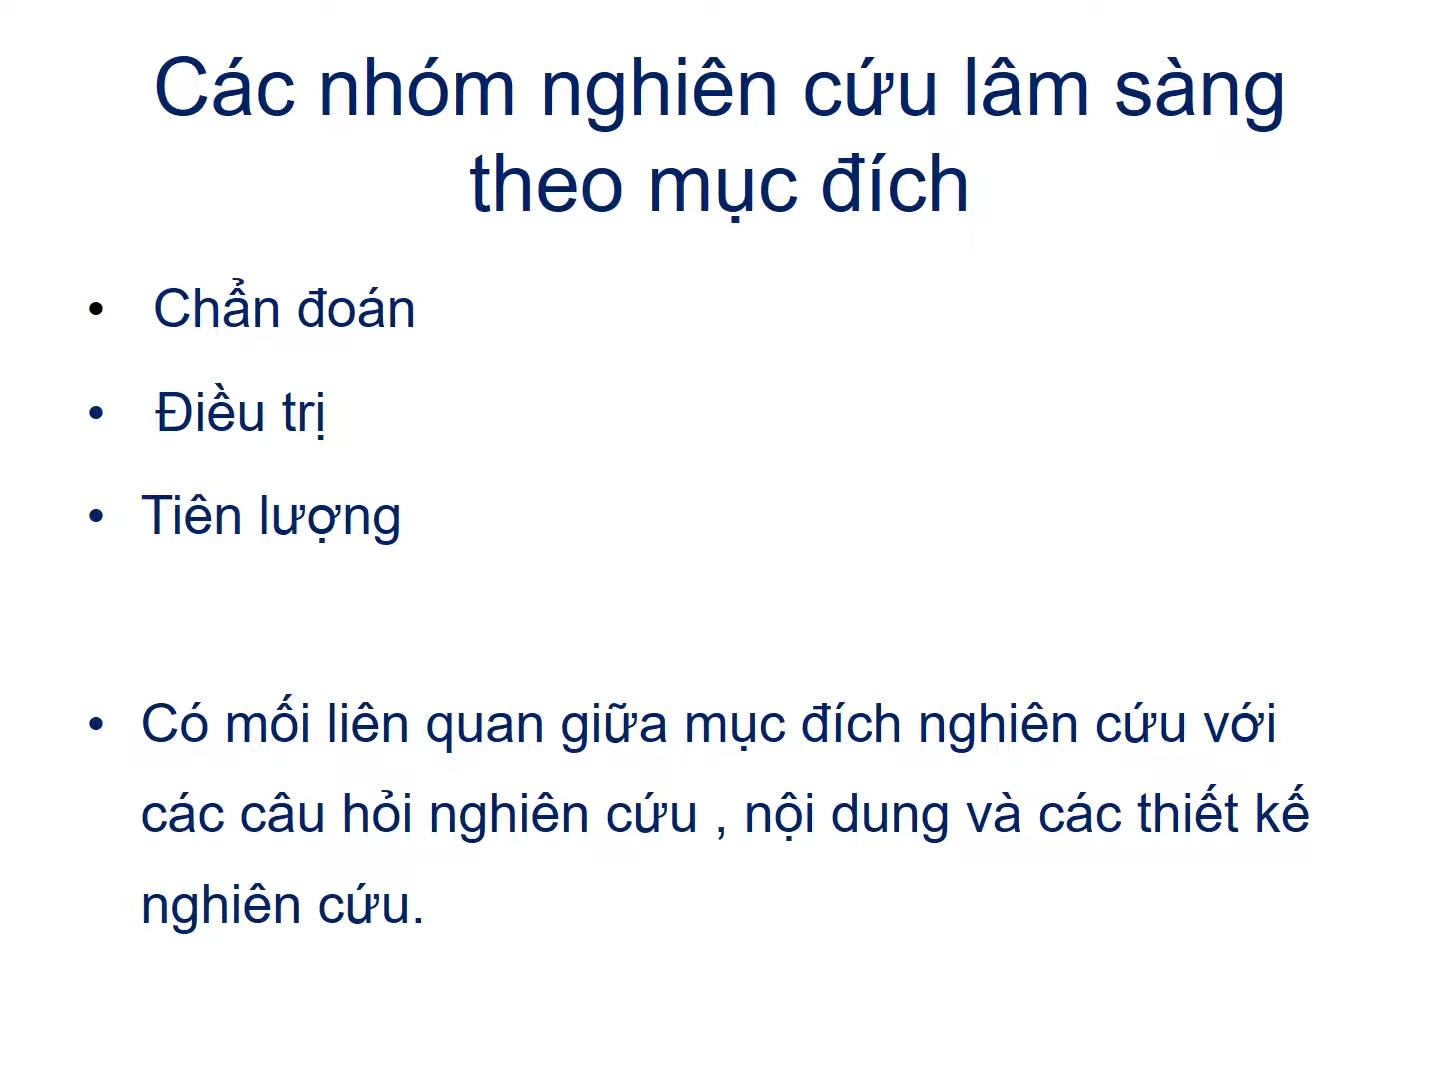 Các nhóm nghiên cứu lâm sàng
theo mục đích
• Chẩn đoán
• Điều trị
• Tiên lượng
• Có mối liên quan giữa mục đích nghiên cứu với
các câu hỏi nghiên cứu , nội dung và các thiết kế
nghiên cứu.